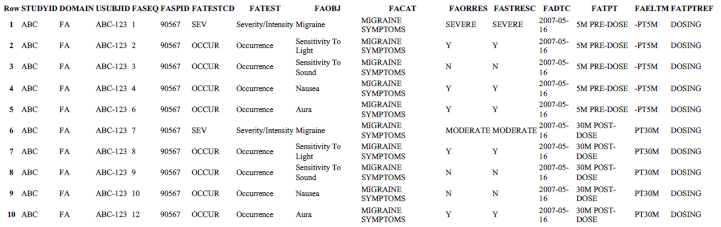 Row STUDYID DOMAIN USUBJID FASEQ FASPID FATESTCD FATEST FAOBJ FACAT FAORRES FASTRESC FADTC FATPT FAELTM FATPTREF
1 ABC FA ABC-123 1 90567 SEV Severity/Intensity Migraine MIGRAINE SYMPTOMS SEVERE SEVERE 2007-05-16 5M PRE-DOSE -PT5M DOSING
2 ABC FA ABC-123 2 90567 OCCUR Occurrence Sensitivity To Light MIGRAINE SYMPTOMS Y Y 2007-05-16 5M PRE-DOSE -PT5M DOSING
3 ABC FA ABC-123 3 90567 OCCUR Occurrence Sensitivity To Sound MIGRAINE SYMPTOMS N N 2007-05-16 5M PRE-DOSE -PT5M DOSING
4 ABC FA ABC-123 4 90567 OCCUR Occurrence Nausea MIGRAINE SYMPTOMS Y Y 2007-05-16 5M PRE-DOSE -PT5M DOSING
5 ABC FA ABC-123 6 90567 OCCUR Occurrence Aura MIGRAINE SYMPTOMS Y Y 2007-05-16 5M PRE-DOSE -PT5M DOSING
6 ABC FA ABC-123 7 90567 SEV Severity/Intensity Migraine MIGRAINE SYMPTOMS MODERATE MODERATE 2007-05-16 30M POST-DOSE PT30M DOSING
7 ABC FA ABC-123 8 90567 OCCUR Occurrence Sensitivity To Light MIGRAINE SYMPTOMS Y Y 2007-05-16 30M POST-DOSE PT30M DOSING
8 ABC FA ABC-123 9 90567 OCCUR Occurrence Sensitivity To Sound MIGRAINE SYMPTOMS N N 2007-05-16 30M POST-DOSE PT30M DOSING
9 ABC FA ABC-123 10 90567 OCCUR Occurrence Nausea MIGRAINE SYMPTOMS N N 2007-05-16 30M POST-DOSE PT30M DOSING
10 ABC FA ABC-123 12 90567 OCCUR Occurrence Aura MIGRAINE SYMPTOMS Y Y 2007-05-16 30M POST-DOSE PT30M DOSING